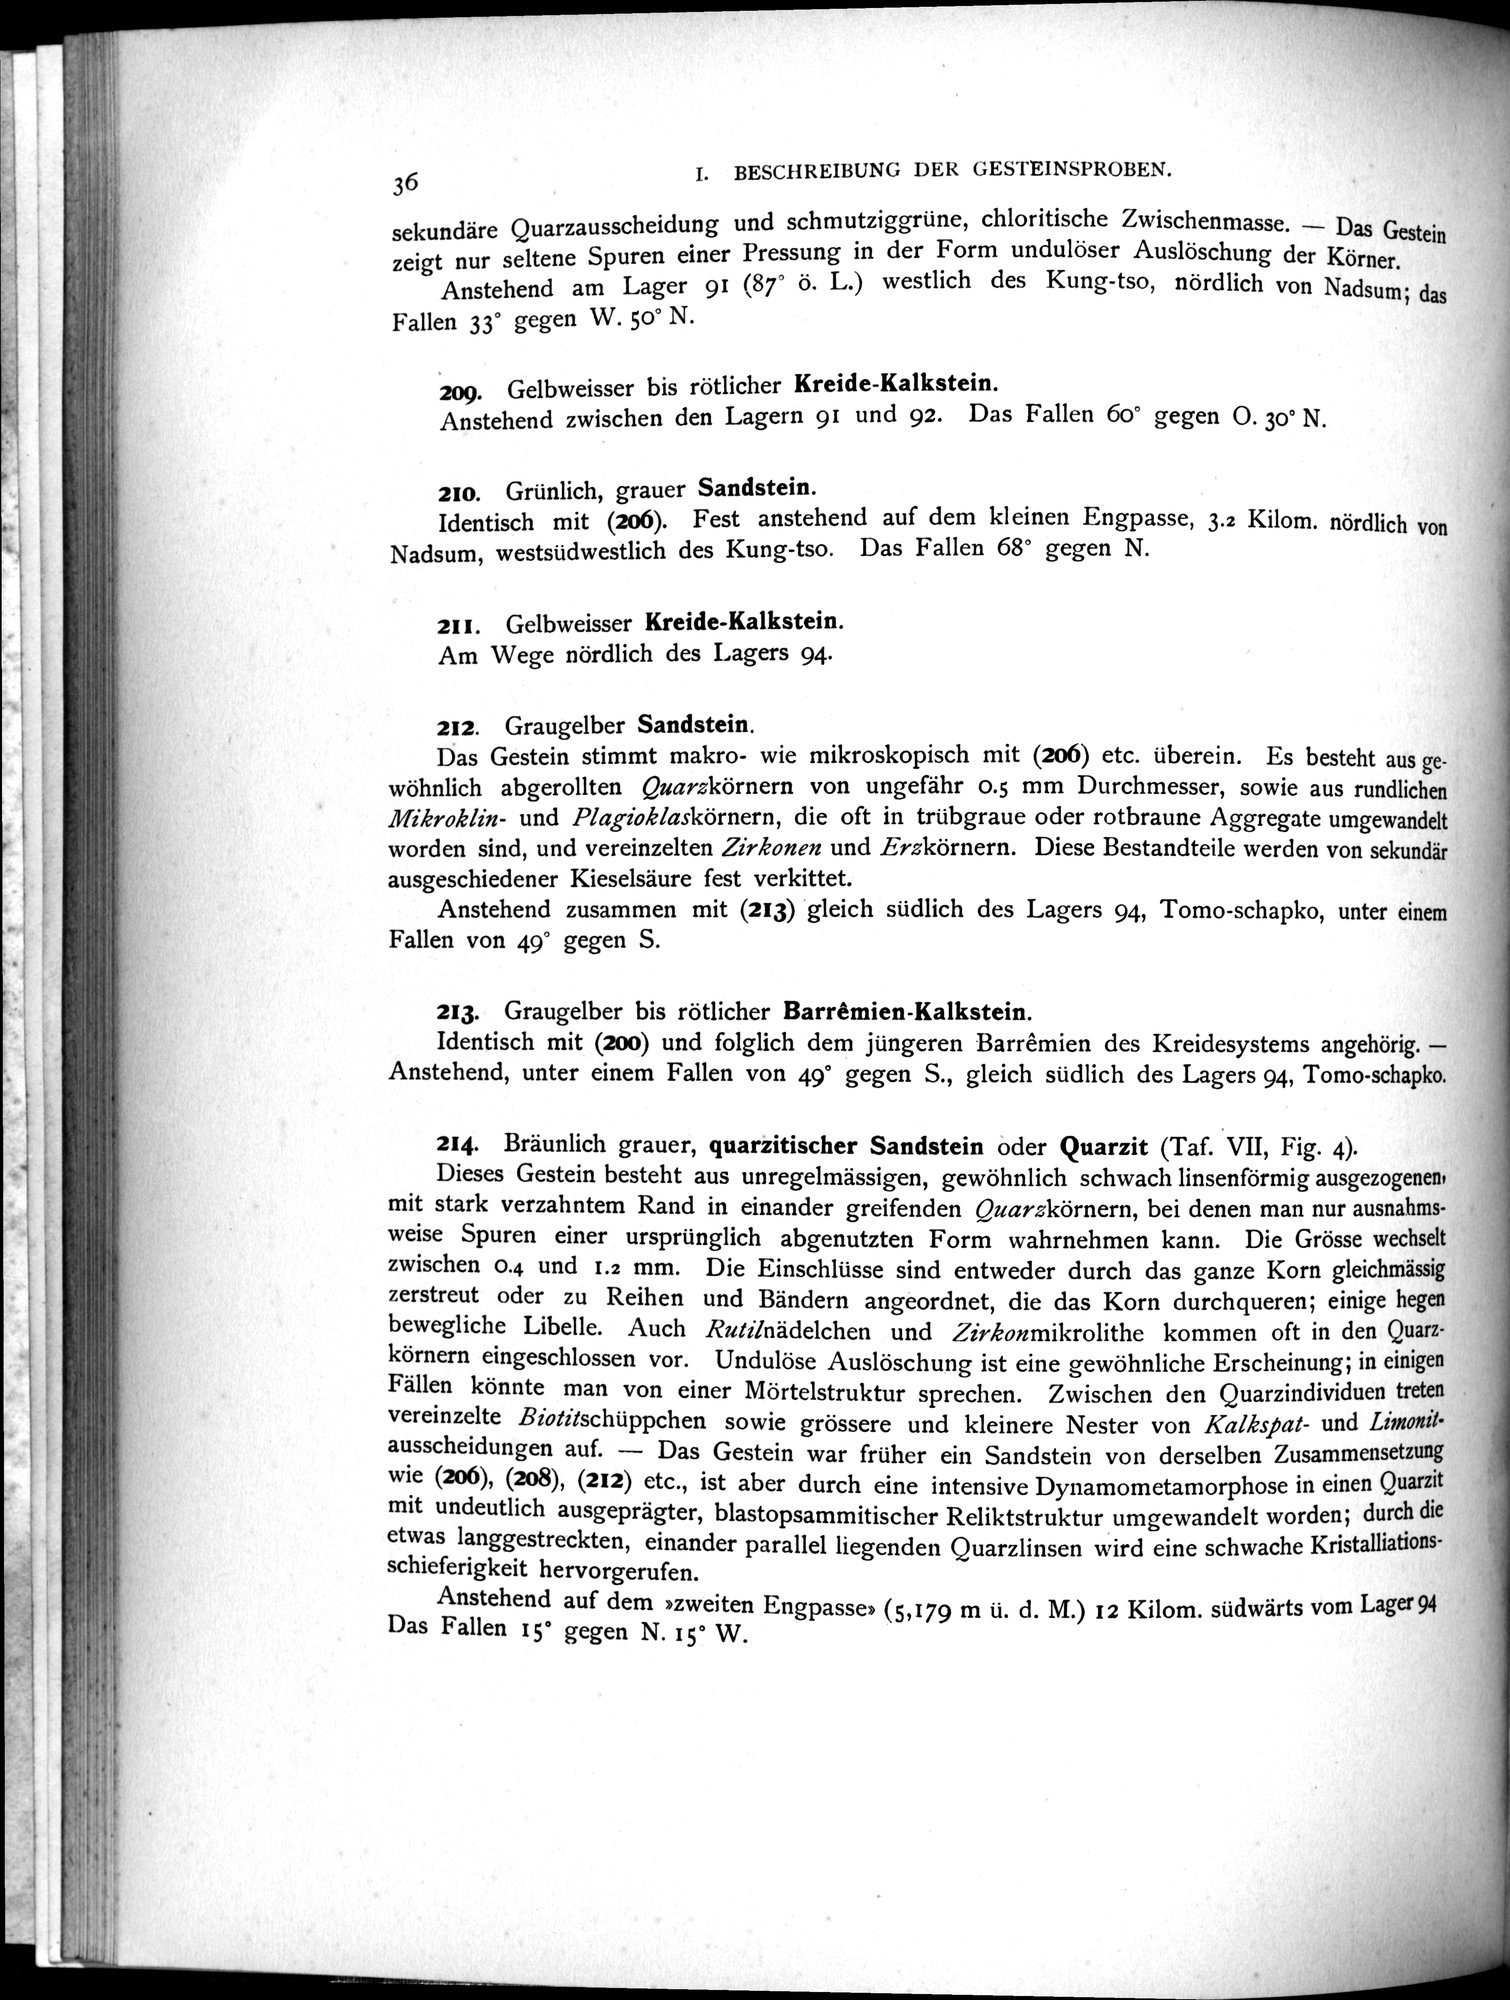 36
I. BESCHREIBUNG DER GESTEINSPROBEN.
sekundäre Quarzausscheidung und schmutziggrüne, chloritische Zwischenmasse. — Das Gestein
zeigt nur seltene Spuren einer Pressung in der Form undulöser Auslöschung der Körner.
Anstehend am Lager 91 (87° ö. L.) westlich des Kung-tso, nördlich von Nadsum; das
Fallen 33° gegen W. 50° N.
209. Gelbweisser bis rötlicher Kreide-Kalkstein.
Anstehend zwischen den Lagern 91 und 92. Das Fallen 60° gegen O. 30° N.
210. Grünlich, grauer Sandstein.
Identisch mit (206). Fest anstehend auf dem kleinen Engpasse, 3.2 Kilom. nördlich von
Nadsum, westsüdwestlich des Kung-tso. Das Fallen 68° gegen N.
211. Gelbweisser Kreide-Kalkstein.
Am Wege nördlich des Lagers 94.
212. Graugelber Sandstein.
Das Gestein stimmt makro- wie mikroskopisch mit (206) etc. überein. Es besteht aus ge-
wöhnlich abgerollten Quarzkörnern von ungefähr 0.5 mm Durchmesser, sowie aus rundlichen
Mikroklin- und Plagioklaskörnern, die oft in trübgraue oder rotbraune Aggregate umgewandelt
worden sind, und vereinzelten Zirkonen und Erzkörnern. Diese Bestandteile werden von sekundär
ausgeschiedener Kieselsäure fest verkittet.
Anstehend zusammen mit (213) gleich südlich des Lagers 94, Tomo-schapko, unter einem
Fallen von 49° gegen S.
213. Graugelber bis rötlicher Barrêmien-Kalkstein.
Identisch mit (200) und folglich dem jüngeren Barrêmien des Kreidesystems angehörig. —
Anstehend, unter einem Fallen von 49° gegen S., gleich südlich des Lagers 94, Tomo-schapko.
214. Bräunlich grauer, quarzitischer Sandstein oder Quarzit (Taf. VII, Fig. 4).
Dieses Gestein besteht aus unregelmässigen, gewöhnlich schwach linsenförmig ausgezogenen,
mit stark verzahntem Rand in einander greifenden Quarzkörnern, bei denen man nur ausnahms-
weise Spuren einer ursprünglich abgenutzten Form wahrnehmen kann. Die Grösse wechselt
zwischen 0.4 und 1.2 mm. Die Einschlüsse sind entweder durch das ganze Korn gleichmässig
zerstreut oder zu Reihen und Bändern angeordnet, die das Korn durchqueren; einige hegen
bewegliche Libelle. Auch Rutilnädelchen und Zirkonmikrolithe kommen oft in den Quarz-
körnern eingeschlossen vor. Undulöse Auslöschung ist eine gewöhnliche Erscheinung; in einigen
Fällen könnte man von einer Mörtelstruktur sprechen. Zwischen den Quarzindividuen treten
vereinzelte Biotitschüppchen sowie grössere und kleinere Nester von Kalkspat- und Limonit-
ausscheidungen auf. — Das Gestein war früher ein Sandstein von derselben Zusammensetzung
wie (206), (208), (212) etc., ist aber durch eine intensive Dynamometamorphose in einen Quarzit
mit undeutlich ausgeprägter, blastopsammitischer Reliktstruktur umgewandelt worden; durch die
etwas langgestreckten, einander parallel liegenden Quarzlinsen wird eine schwache Kristalliations-
schieferigkeit hervorgerufen.
Anstehend auf dem »zweiten Engpasse» (5,179 m ü. d. M.) 12 Kilom. südwärts vom Lager 94
Das Fallen 15° gegen N. 15° W.